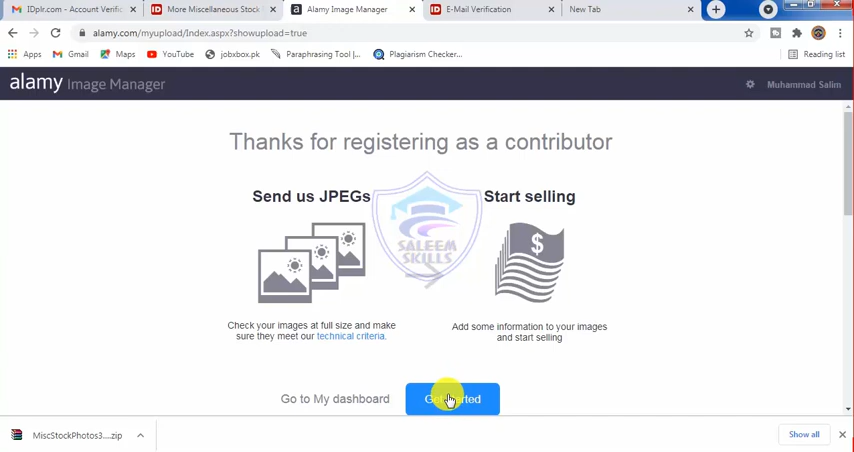 IDplr.com - Account Verific
More Miscellaneous Stock
Alamy Image Manager
E-Mail Verification
New Tab
alamy.com/myupload/Index.aspx?showupload=true
Apps
Gmail
Maps
YouTube
jobxbox.pk
Paraphrasing Tool |...
Plagiarism Checker...
Reading list
alamy Image Manager
Muhammad Salim
Thanks for registering as a contributor
Send us JPEGs
Start selling
SALEEM
SKILLS
$
Check your images at full size and make
sure they meet our technical criteria.
Add some information to your images
and start selling
Go to My dashboard
MiscStockPhotos3....zip
Show all